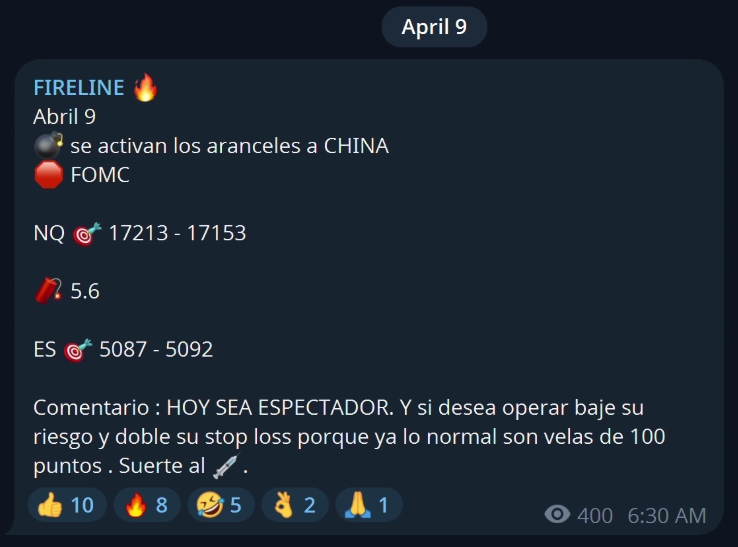 April 9
FIRELINE 🔥
Abril 9
💣 se activan los aranceles a CHINA
🛑 FOMC
NQ 🎯 17213 - 17153
🧨 5.6
ES 🎯 5087 - 5092
Comentario : HOY SEA ESPECTADOR. Y si desea operar baje su
riesgo y doble su stop loss porque ya lo normal son velas de 100
puntos . Suerte al 💉 .
👍 10 🔥 8 🤣 5 👌 2 🙏 1
400 6:30 AM